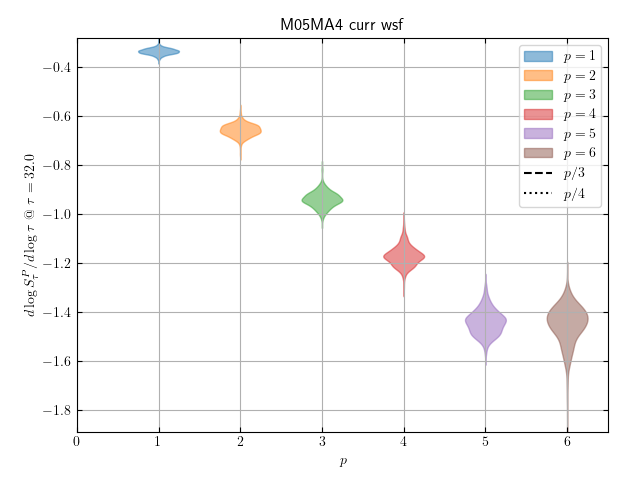 M05MA4 curr wsf
d log S_τ^P / d log τ @ τ = 32.0
−0.4
−0.6
−0.8
−1.0
−1.2
−1.4
−1.6
−1.8
0 1 2 3 4 5 6
p
p = 1
p = 2
p = 3
p = 4
p = 5
p = 6
p/3
p/4